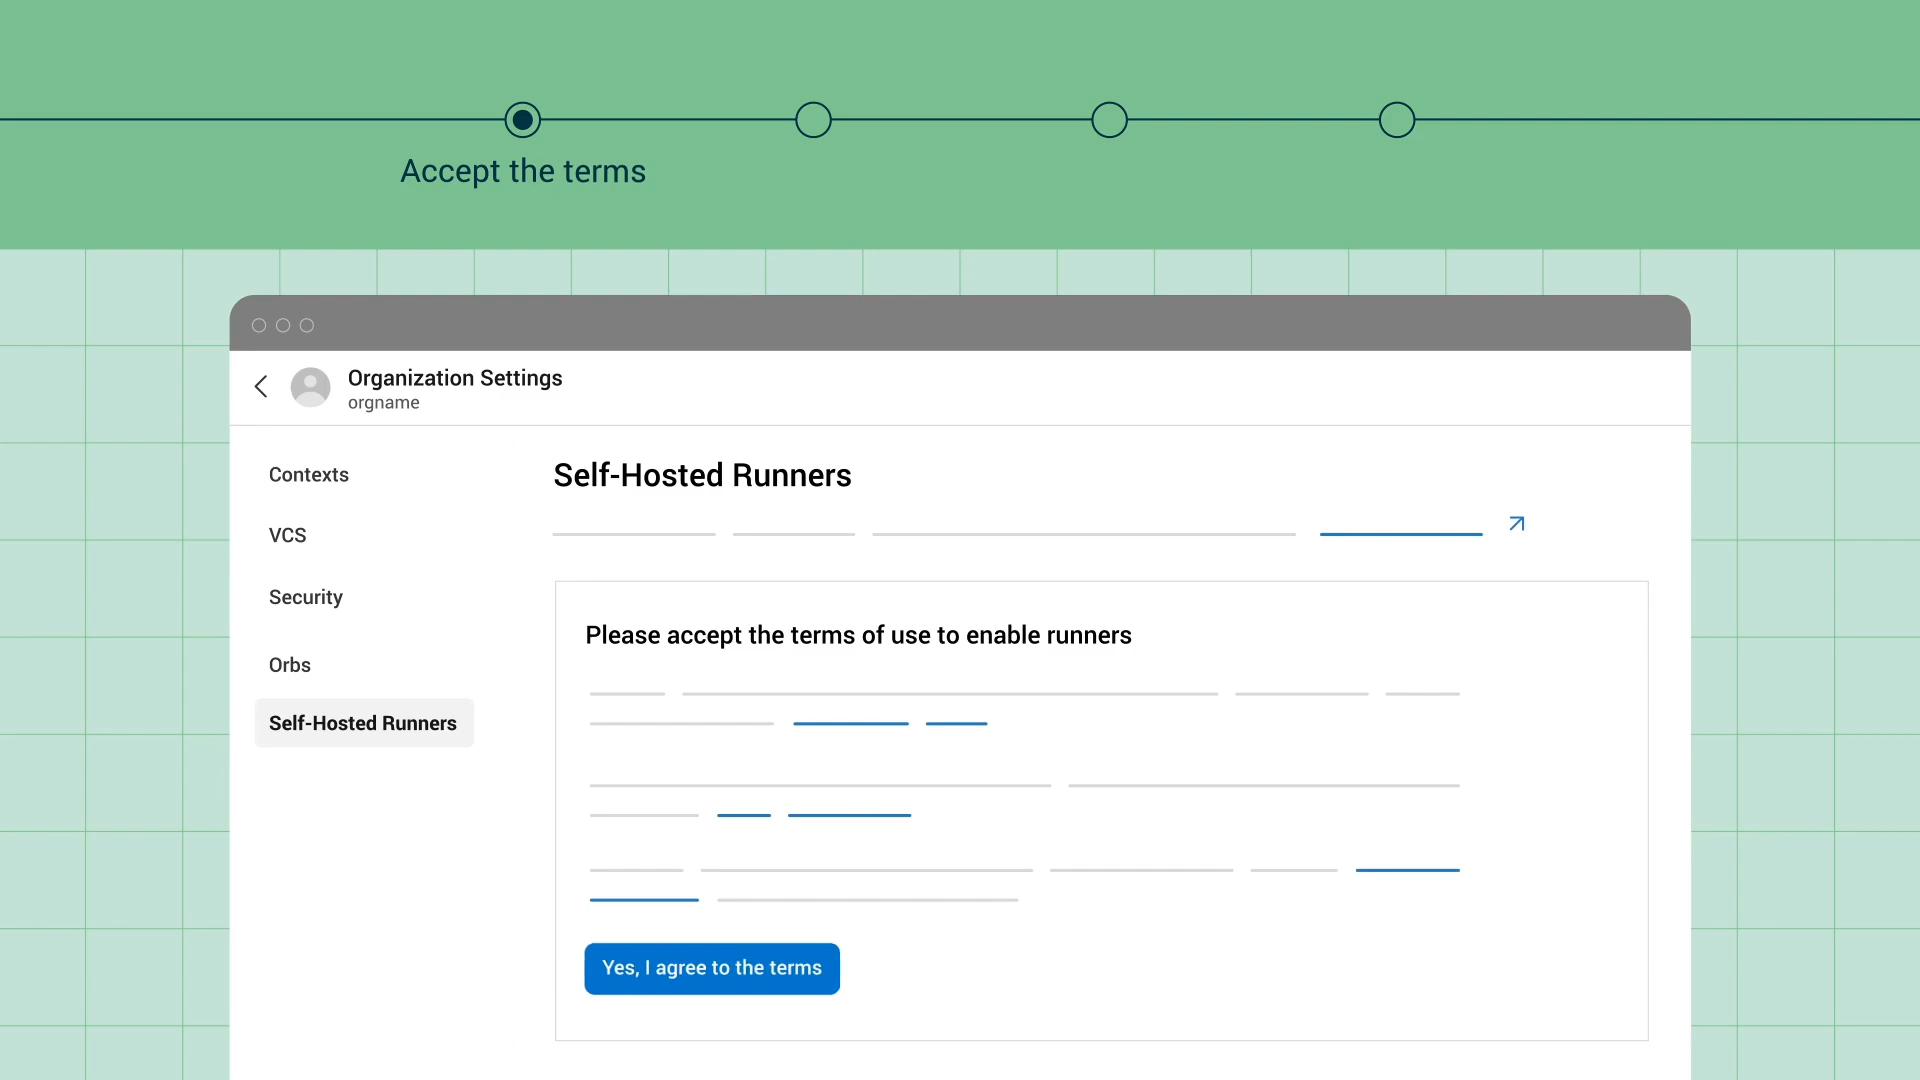 Accept the terms
Organization Settings
orgname
Contexts
VCS
Security
Orbs
Self-Hosted Runners
Self-Hosted Runners
Please accept the terms of use to enable runners
Yes, I agree to the terms